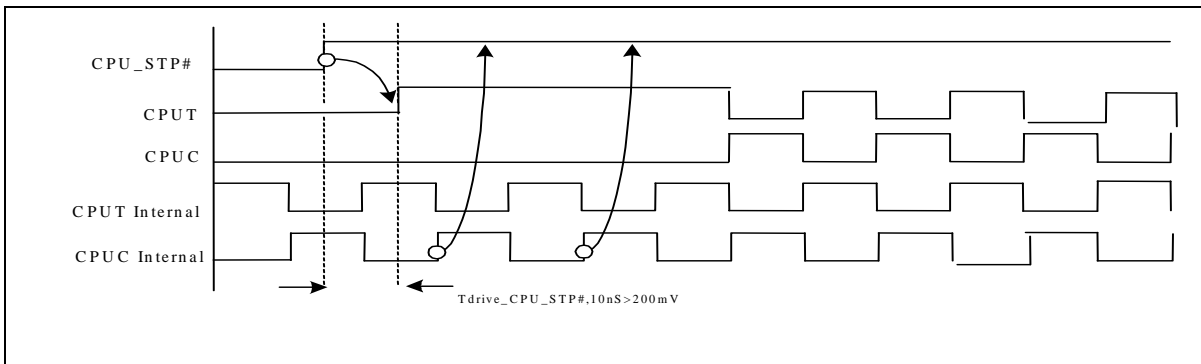 CPU_STP#
CPUT
CPUC
CPUT Internal
CPUC Internal
Tdrive_CPU_STP#,10nS>200mV